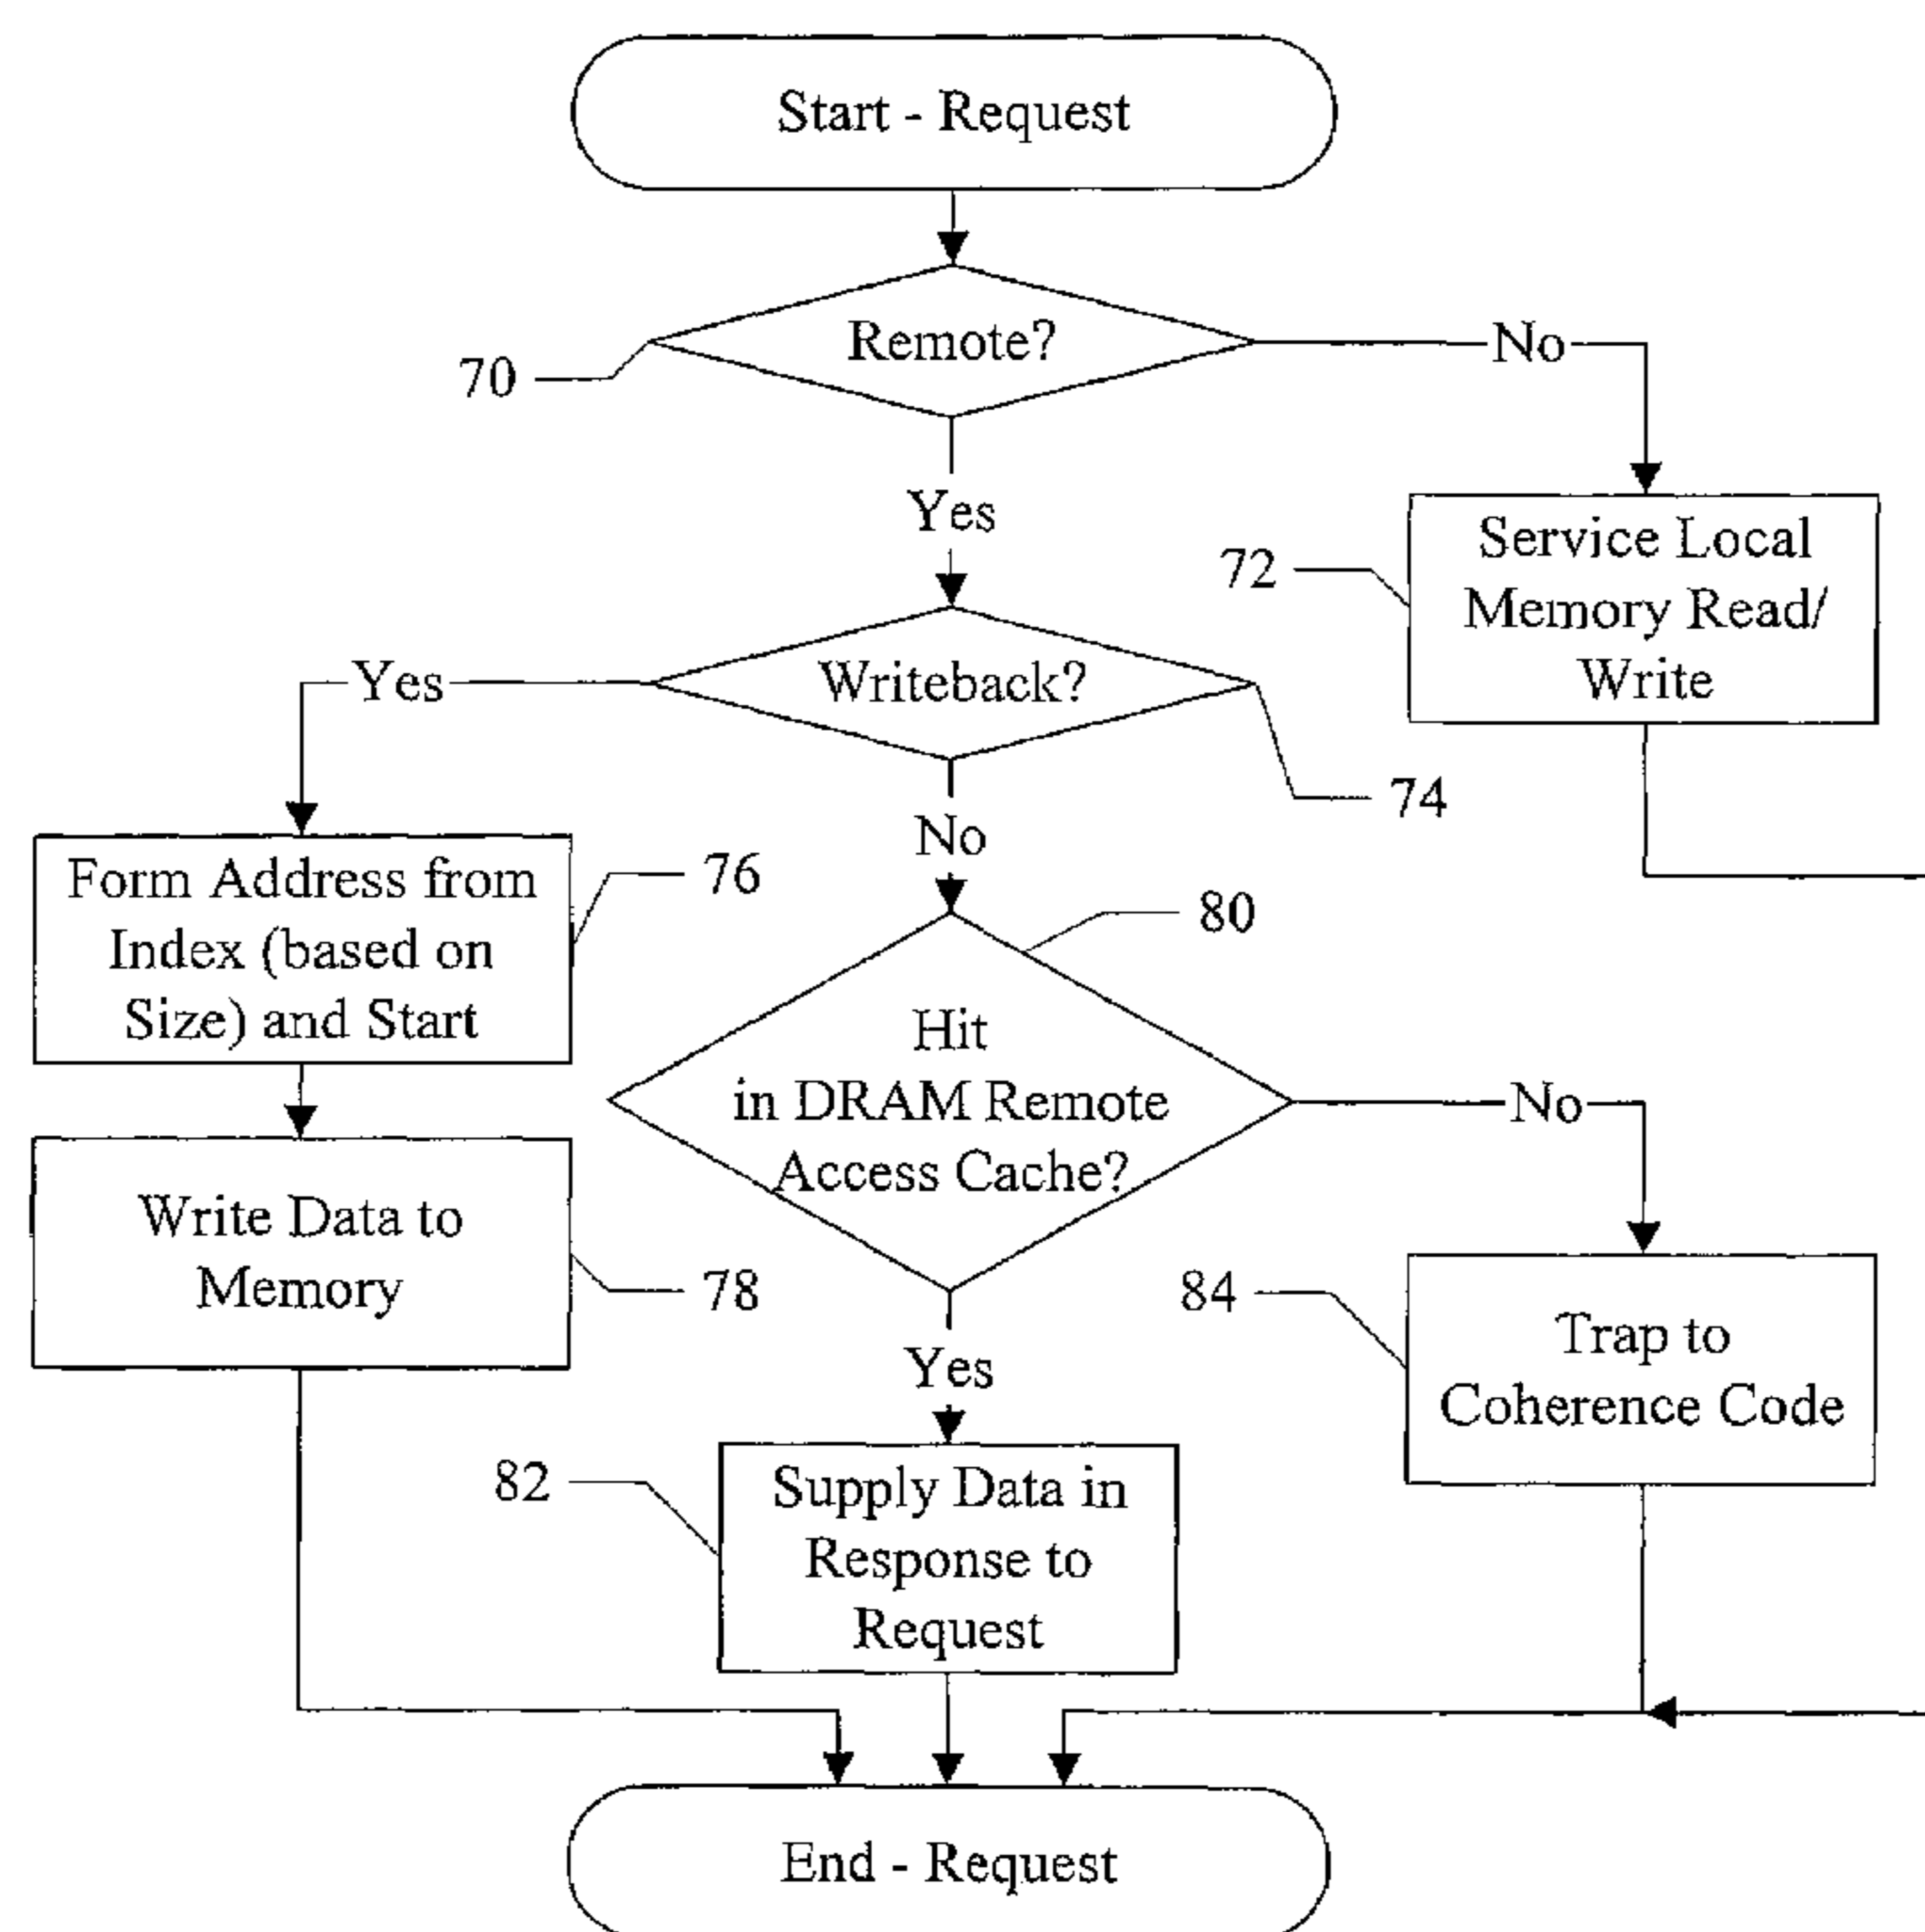 Start - Request
Remote?
No
70
Yes
Service Local
Memory Read/
Write
72
Yes
Writeback?
74
No
Form Address from
Index (based on
Size) and Start
76
80
Hit
in DRAM Remote
Access Cache?
No
Write Data to
Memory
78
84
Trap to
Coherence Code
Yes
82
Supply Data in
Response to
Request
End - Request